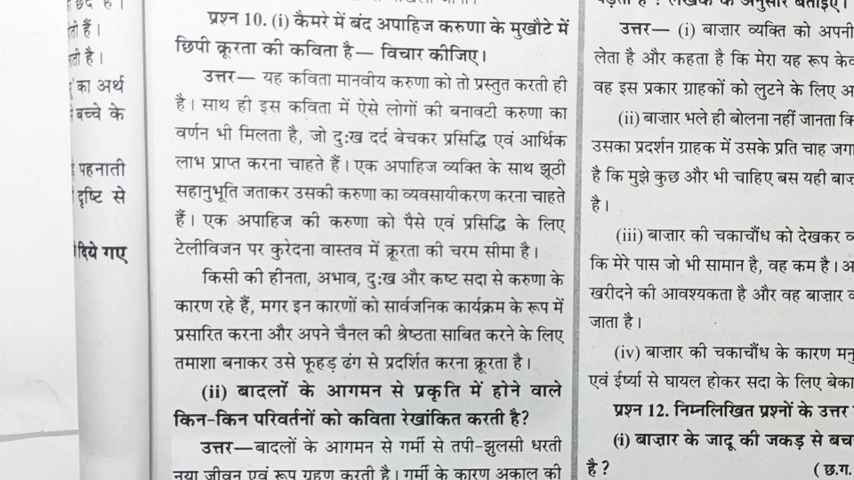 हैं।
है।
का अर्थ
बच्चे के
पहनाती
दृष्टि से
दिये गए
प्रश्न 10. (i) कैमरे में बंद अपाहिज करुणा के मुखौटे में
छिपी क्रूरता की कविता है— विचार कीजिए।
उत्तर— यह कविता मानवीय करुणा को तो प्रस्तुत करती ही
है। साथ ही इस कविता में ऐसे लोगों की बनावटी करुणा का
वर्णन भी मिलता है, जो दुःख दर्द बेचकर प्रसिद्धि एवं आर्थिक
लाभ प्राप्त करना चाहते हैं। एक अपाहिज व्यक्ति के साथ झूठी
सहानुभूति जताकर उसकी करुणा का व्यवसायीकरण करना चाहते
हैं। एक अपाहिज की करुणा को पैसे एवं प्रसिद्धि के लिए
टेलीविजन पर कुरेदना वास्तव में क्रूरता की चरम सीमा है।
किसी की हीनता, अभाव, दुःख और कष्ट सदा से करुणा के
कारण रहे हैं, मगर इन कारणों को सार्वजनिक कार्यक्रम के रूप में
प्रसारित करना और अपने चैनल की श्रेष्ठता साबित करने के लिए
तमाशा बनाकर उसे फूहड़ ढंग से प्रदर्शित करना क्रूरता है।
(ii) बादलों के आगमन से प्रकृति में होने वाले
किन-किन परिवर्तनों को कविता रेखांकित करती है?
उत्तर—बादलों के आगमन से गर्मी से तपी-झुलसी धरती
नया जीवन एवं रूप ग्रहण करती है। गर्मी के कारण अकाल की
लेखक के अनुसार बताइए।
उत्तर— (i) बाज़ार व्यक्ति को अपनी
लेता है और कहता है कि मेरा यह रूप
वह इस प्रकार ग्राहकों को लुटने के लिए
(ii) बाज़ार भले ही बोलना नहीं जानता
उसका प्रदर्शन ग्राहक में उसके प्रति चाह
है कि मुझे कुछ और भी चाहिए बस यही
है।
(iii) बाज़ार की चकाचौंध को देखकर
कि मेरे पास जो भी सामान है, वह कम है।
खरीदने की आवश्यकता है और वह बाज़ार
जाता है।
(iv) बाज़ार की चकाचौंध के कारण
एवं ईर्ष्या से घायल होकर सदा के लिए
प्रश्न 12. निम्नलिखित प्रश्नों के उत्तर
(i) बाज़ार के जादू की जकड़ से
है? (छ.ग.